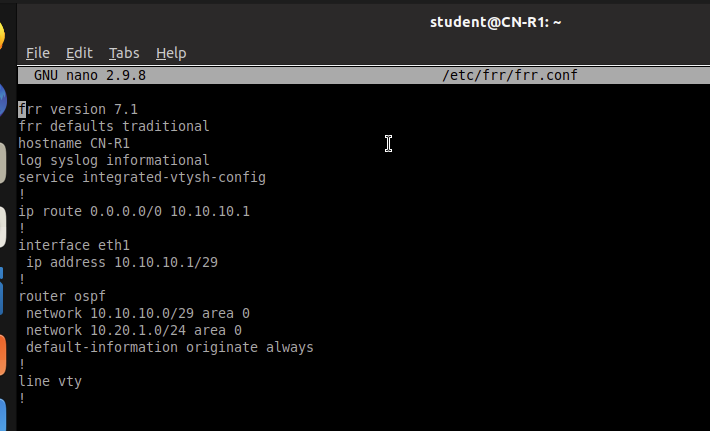 student@CN-R1: ~
File Edit Tabs Help
GNU nano 2.9.8 /etc/frr/frr.conf
frr version 7.1
frr defaults traditional
hostname CN-R1
log syslog informational
service integrated-vtysh-config
!
ip route 0.0.0.0/0 10.10.10.1
!
interface eth1
 ip address 10.10.10.1/29
!
router ospf
 network 10.10.10.0/29 area 0
 network 10.20.1.0/24 area 0
 default-information originate always
!
line vty
!